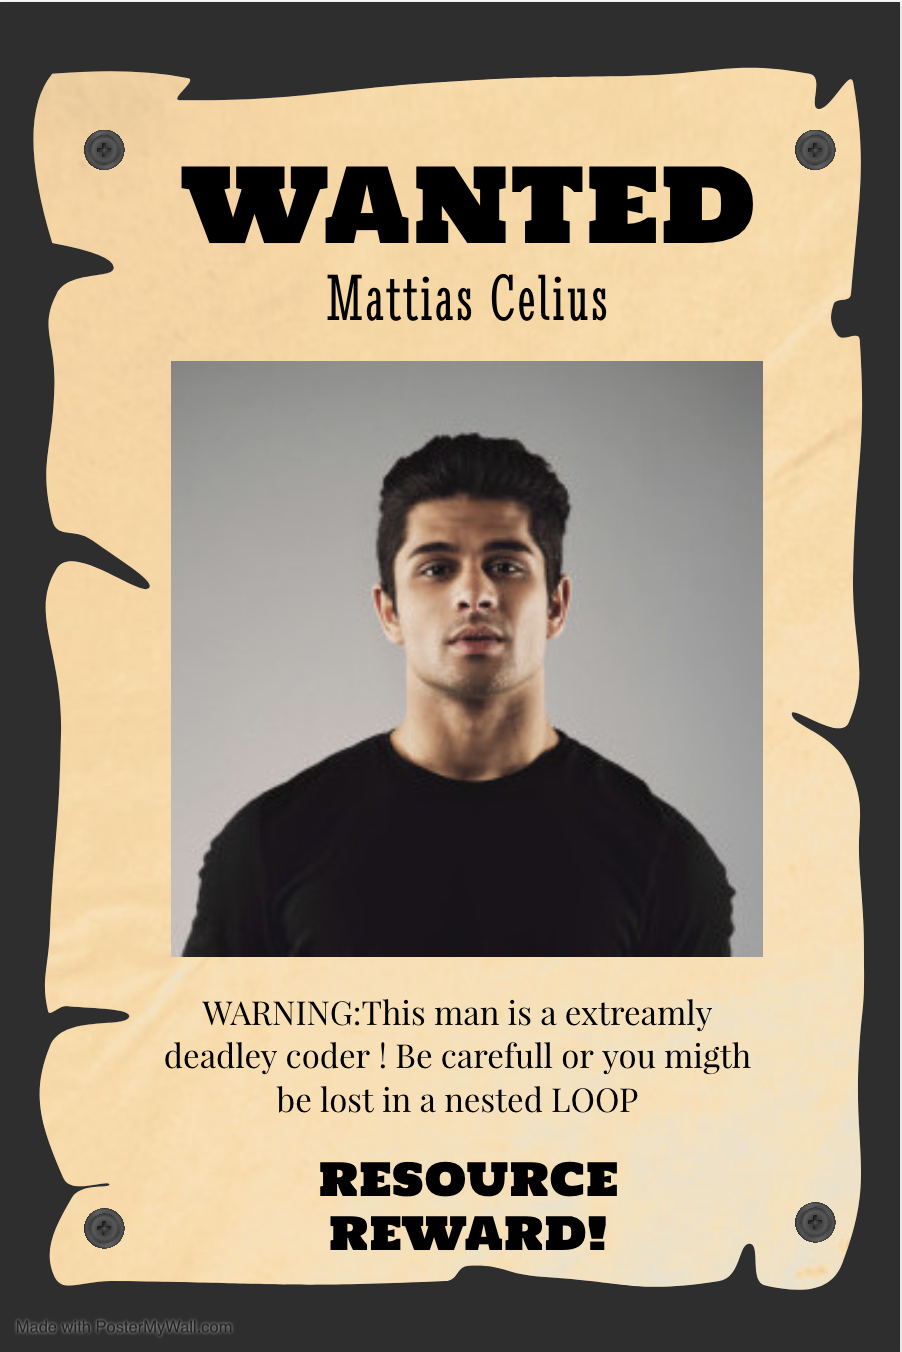 WANTED
Mattias Celius
WARNING:This man is a extreamly
deadley coder ! Be carefull or you migth
be lost in a nested LOOP
RESOURCE
REWARD!
Made with PosterMyWall.com